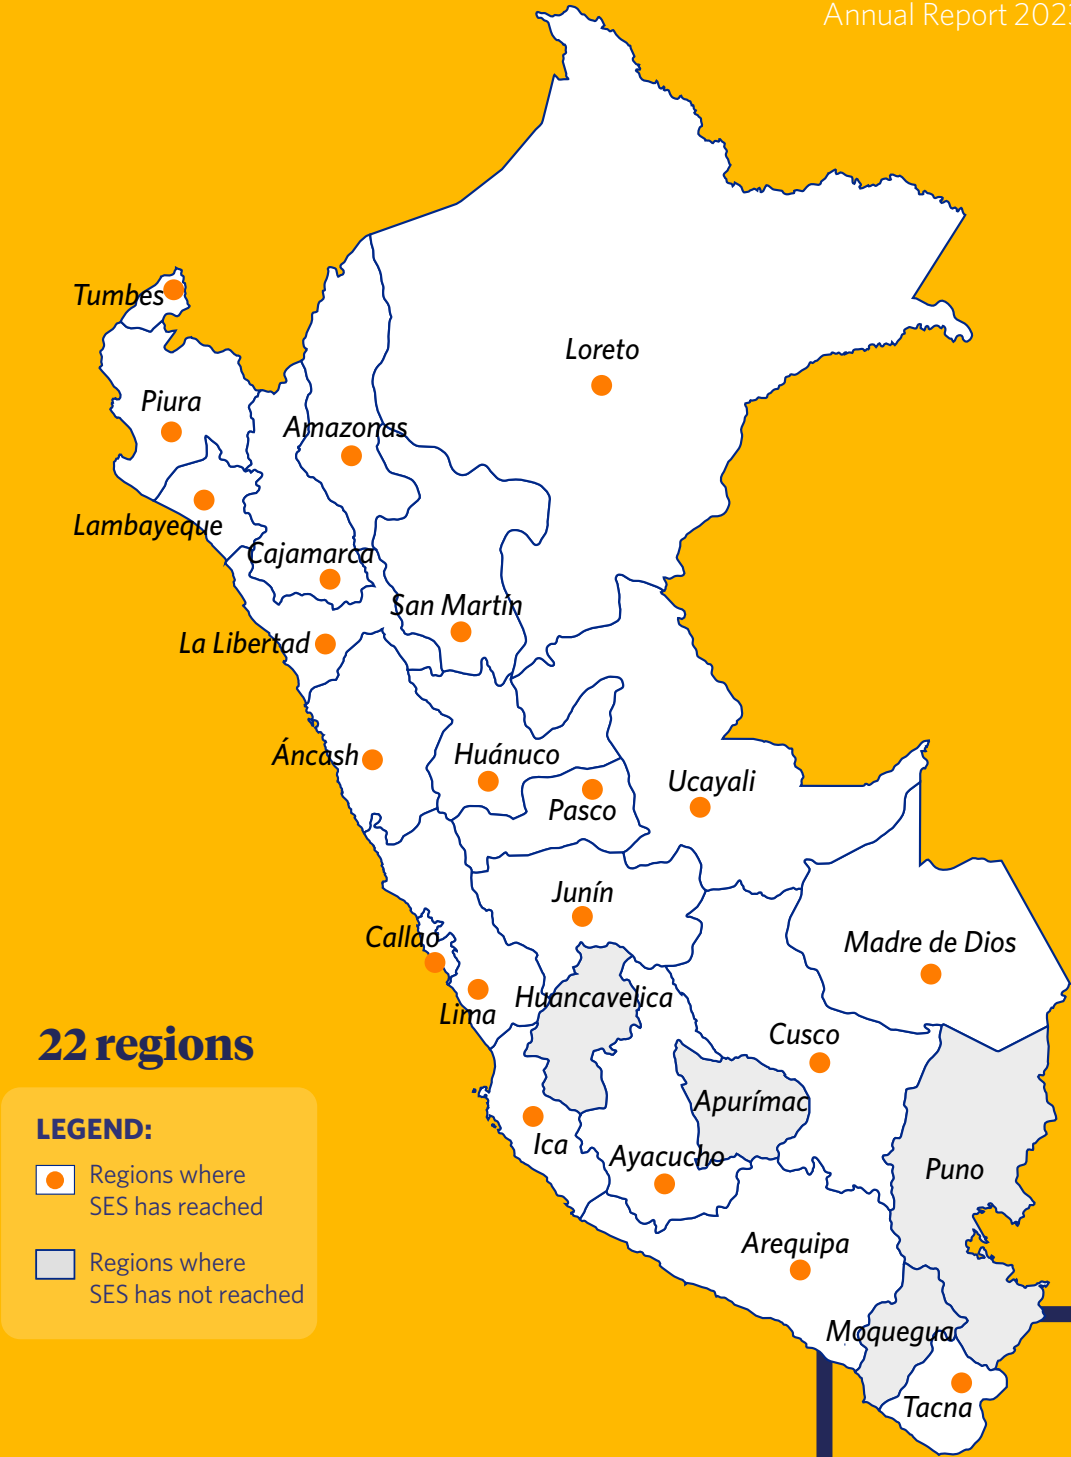 Annual Report 202
Tumbes
Loreto
Piura
Amazonas
Lambayeque
Cajamarca
San Martín
La Libertad
Áncash
Huánuco
Ucayali
Pasco
Junín
Callao
Madre de Dios
Huancavelica
Lima
Cusco
22 regions
Apurímac
LEGEND:
Ica
Ayacucho
Puno
Regions where
SES has reached
Arequipa
Regions where
SES has not reached
Moquegua
Tacna